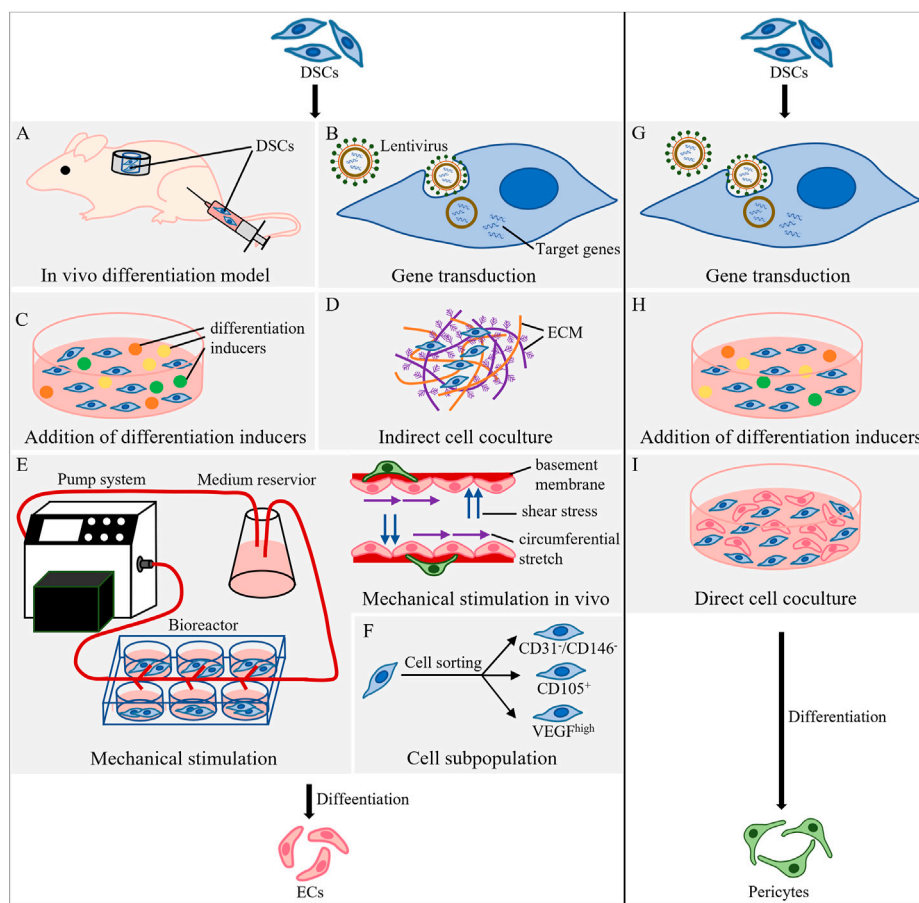 DSCs
A
DSCs
In vivo differentiation model
B
Lentivirus
Target genes
Gene transduction
C
differentiation
inducers
Addition of differentiation inducers
D
ECM
Indirect cell coculture
E
Pump system
Medium reservior
Bioreactor
Mechanical stimulation
basement
membrane
shear stress
circumferential
stretch
Mechanical stimulation in vivo
F
Cell sorting
CD31⁻/CD146⁻
CD105⁺
VEGFʰⁱᵍʰ
Cell subpopulation
Diffeentiation
ECs
DSCs
G
Gene transduction
H
Addition of differentiation inducers
I
Direct cell coculture
Differentiation
Pericytes